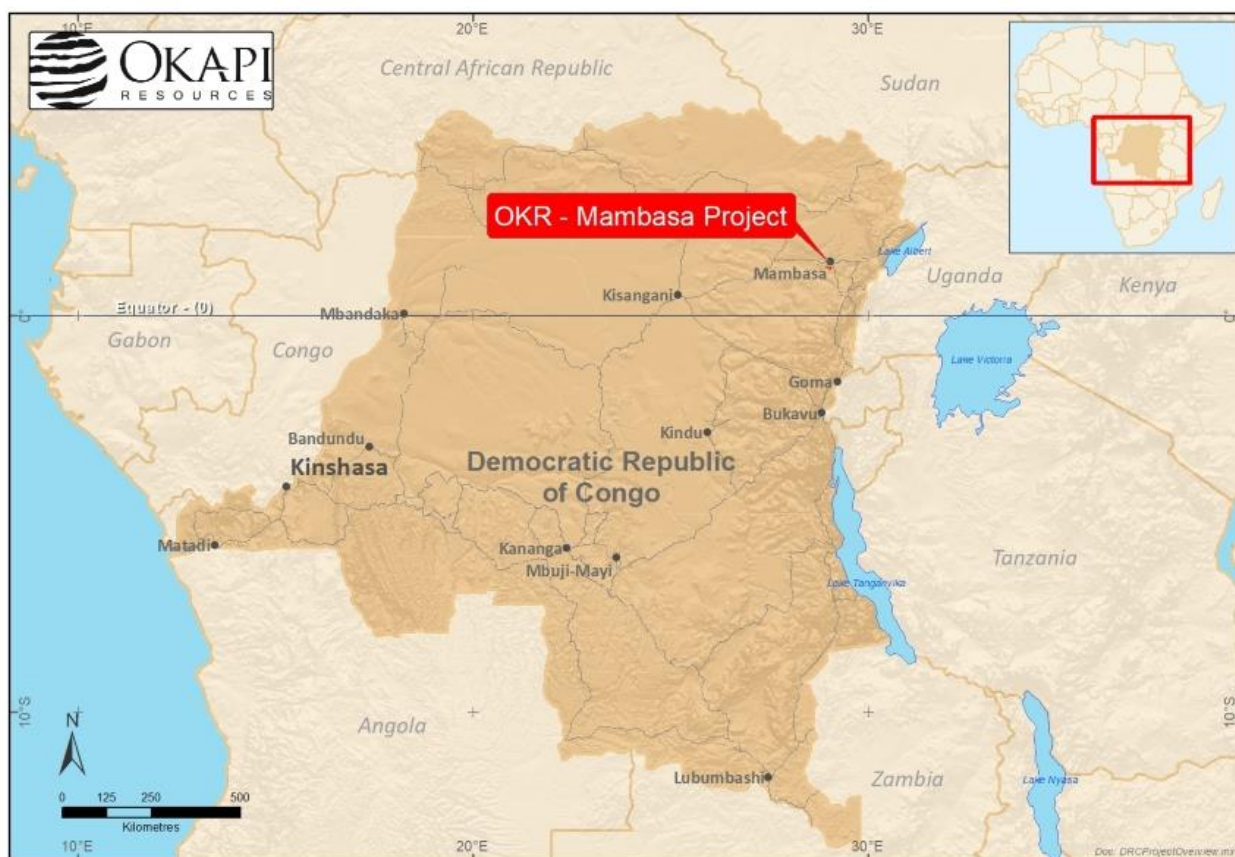 OKAPI
RESOURCES
10°E
20°E
30°E
Central African Republic
Sudan
OKR - Mambasa Project
Lake Albert
Mambasa
Uganda
Kenya
Kisangani
Equator - (0)
Mbandaka
Gabon
Congo
Lake Victoria
Goma
Bukavu
Kindu
Bandundu
Kinshasa
Democratic Republic
of Congo
Matadi
Kananga
Mbuji-Mayi
Tanzania
Lake Tanganyika
10°S
10°S
N
Angola
Lubumbashi
Zambia
Lake Nyasa
0 125 250 500
Kilometres
10°E
20°E
30°E